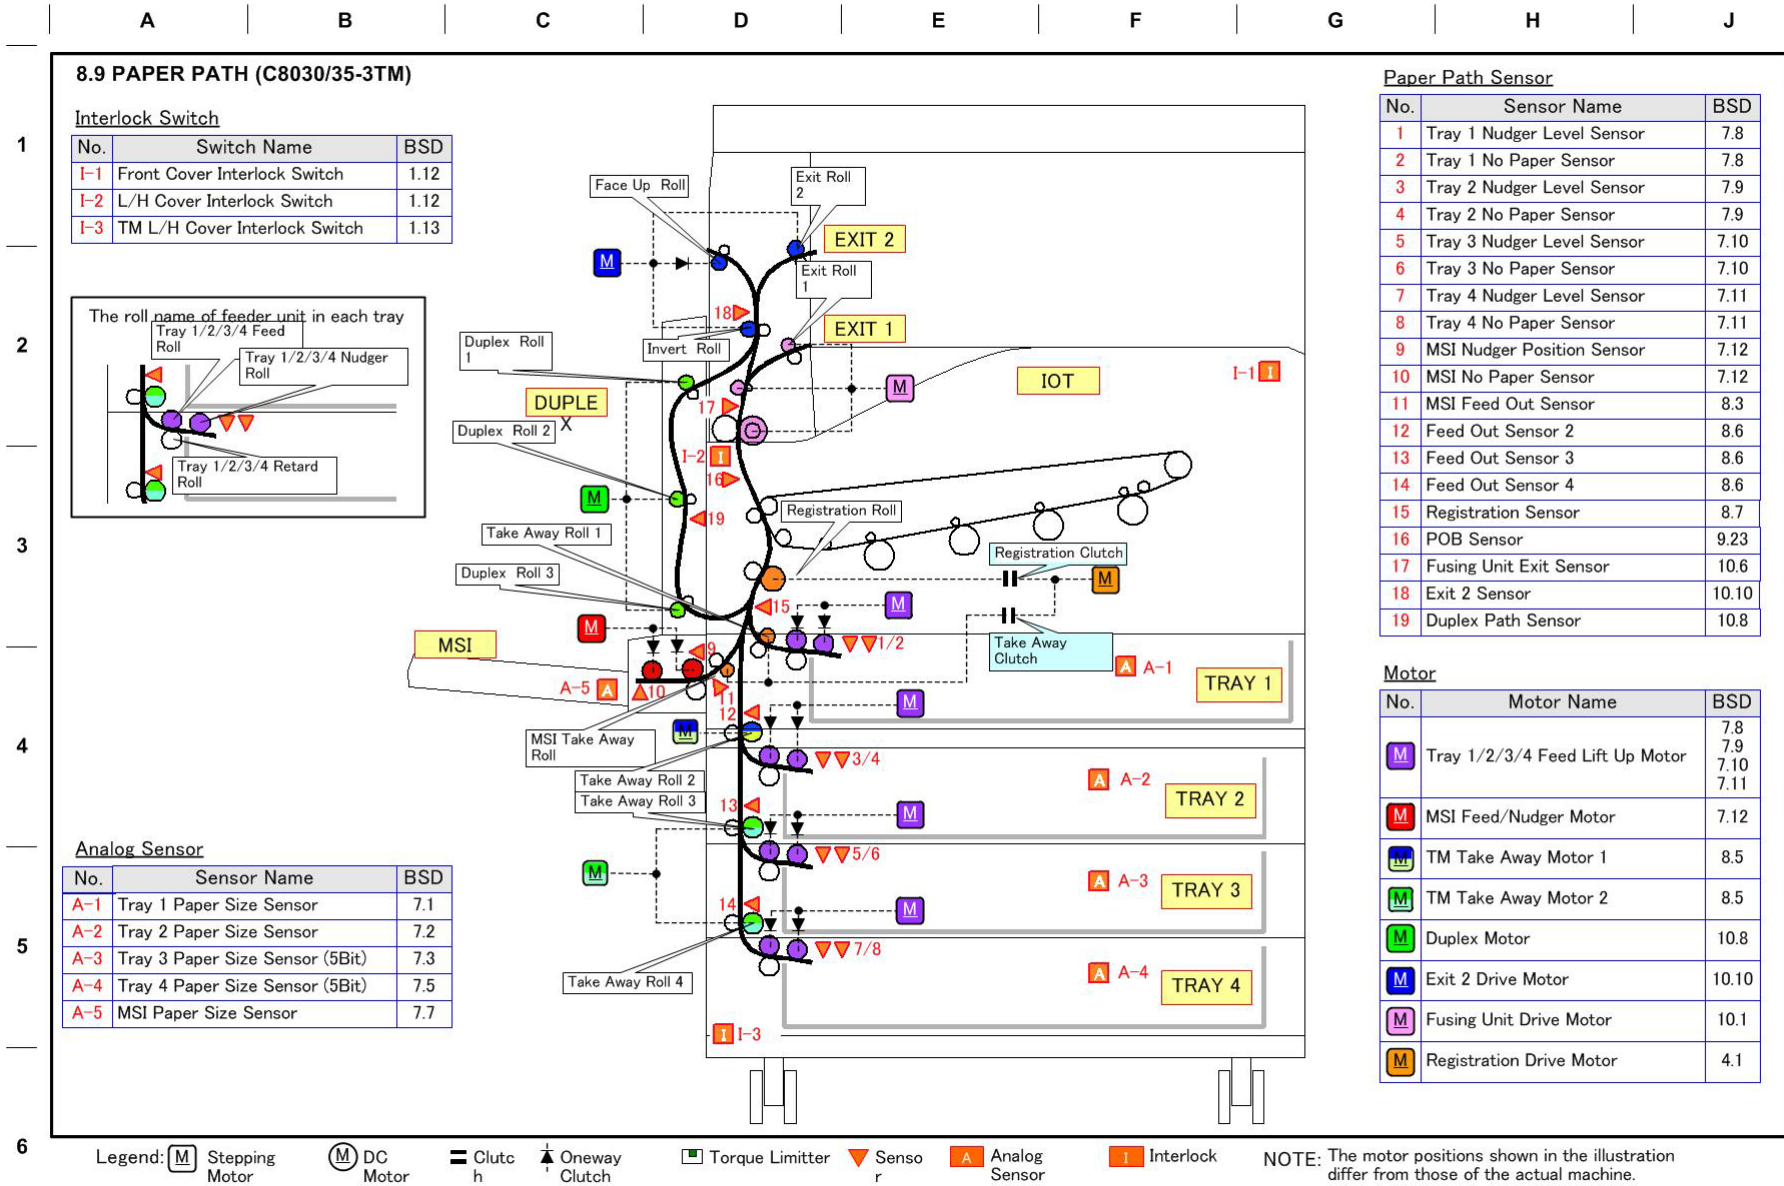 A B C D E F G H J
1
2
3
4
5
6
8.9 PAPER PATH (C8030/35-3TM)
Interlock Switch
No. Switch Name BSD
I-1 Front Cover Interlock Switch 1.12
I-2 L/H Cover Interlock Switch 1.12
I-3 TM L/H Cover Interlock Switch 1.13
The roll name of feeder unit in each tray
Tray 1/2/3/4 Feed
Roll
Tray 1/2/3/4 Nudger
Roll
Tray 1/2/3/4 Retard
Roll
Analog Sensor
No. Sensor Name BSD
A-1 Tray 1 Paper Size Sensor 7.1
A-2 Tray 2 Paper Size Sensor 7.2
A-3 Tray 3 Paper Size Sensor (5Bit) 7.3
A-4 Tray 4 Paper Size Sensor (5Bit) 7.5
A-5 MSI Paper Size Sensor 7.7
Face Up Roll
Exit Roll
2
EXIT 2
M
Exit Roll
1
18
EXIT 1
Duplex Roll
1
Invert Roll
M
IOT
I-1 I
DUPLE
X
17
Duplex Roll 2
I-2 I
16
M
19
Registration Roll
Take Away Roll 1
Registration Clutch
M
Duplex Roll 3
15
M
Take Away
Clutch
M
MSI
9
1/2
A A-1
TRAY 1
A-5 A
10
11
12
M
M
MSI Take Away
Roll
3/4
A A-2
TRAY 2
Take Away Roll 2
Take Away Roll 3
13
M
5/6
M
A A-3
TRAY 3
14
M
7/8
A A-4
TRAY 4
Take Away Roll 4
I I-3
Paper Path Sensor
No. Sensor Name BSD
1 Tray 1 Nudger Level Sensor 7.8
2 Tray 1 No Paper Sensor 7.8
3 Tray 2 Nudger Level Sensor 7.9
4 Tray 2 No Paper Sensor 7.9
5 Tray 3 Nudger Level Sensor 7.10
6 Tray 3 No Paper Sensor 7.10
7 Tray 4 Nudger Level Sensor 7.11
8 Tray 4 No Paper Sensor 7.11
9 MSI Nudger Position Sensor 7.12
10 MSI No Paper Sensor 7.12
11 MSI Feed Out Sensor 8.3
12 Feed Out Sensor 2 8.6
13 Feed Out Sensor 3 8.6
14 Feed Out Sensor 4 8.6
15 Registration Sensor 8.7
16 POB Sensor 9.23
17 Fusing Unit Exit Sensor 10.6
18 Exit 2 Sensor 10.10
19 Duplex Path Sensor 10.8
Motor
No. Motor Name BSD
M Tray 1/2/3/4 Feed Lift Up Motor 7.8
7.9
7.10
7.11
M MSI Feed/Nudger Motor 7.12
M TM Take Away Motor 1 8.5
M TM Take Away Motor 2 8.5
M Duplex Motor 10.8
M Exit 2 Drive Motor 10.10
M Fusing Unit Drive Motor 10.1
M Registration Drive Motor 4.1
Legend: M Stepping
Motor
M DC
Motor
Clutc
h
Oneway
Clutch
Torque Limitter
Senso
r
A Analog
Sensor
I Interlock
NOTE: The motor positions shown in the illustration
differ from those of the actual machine.